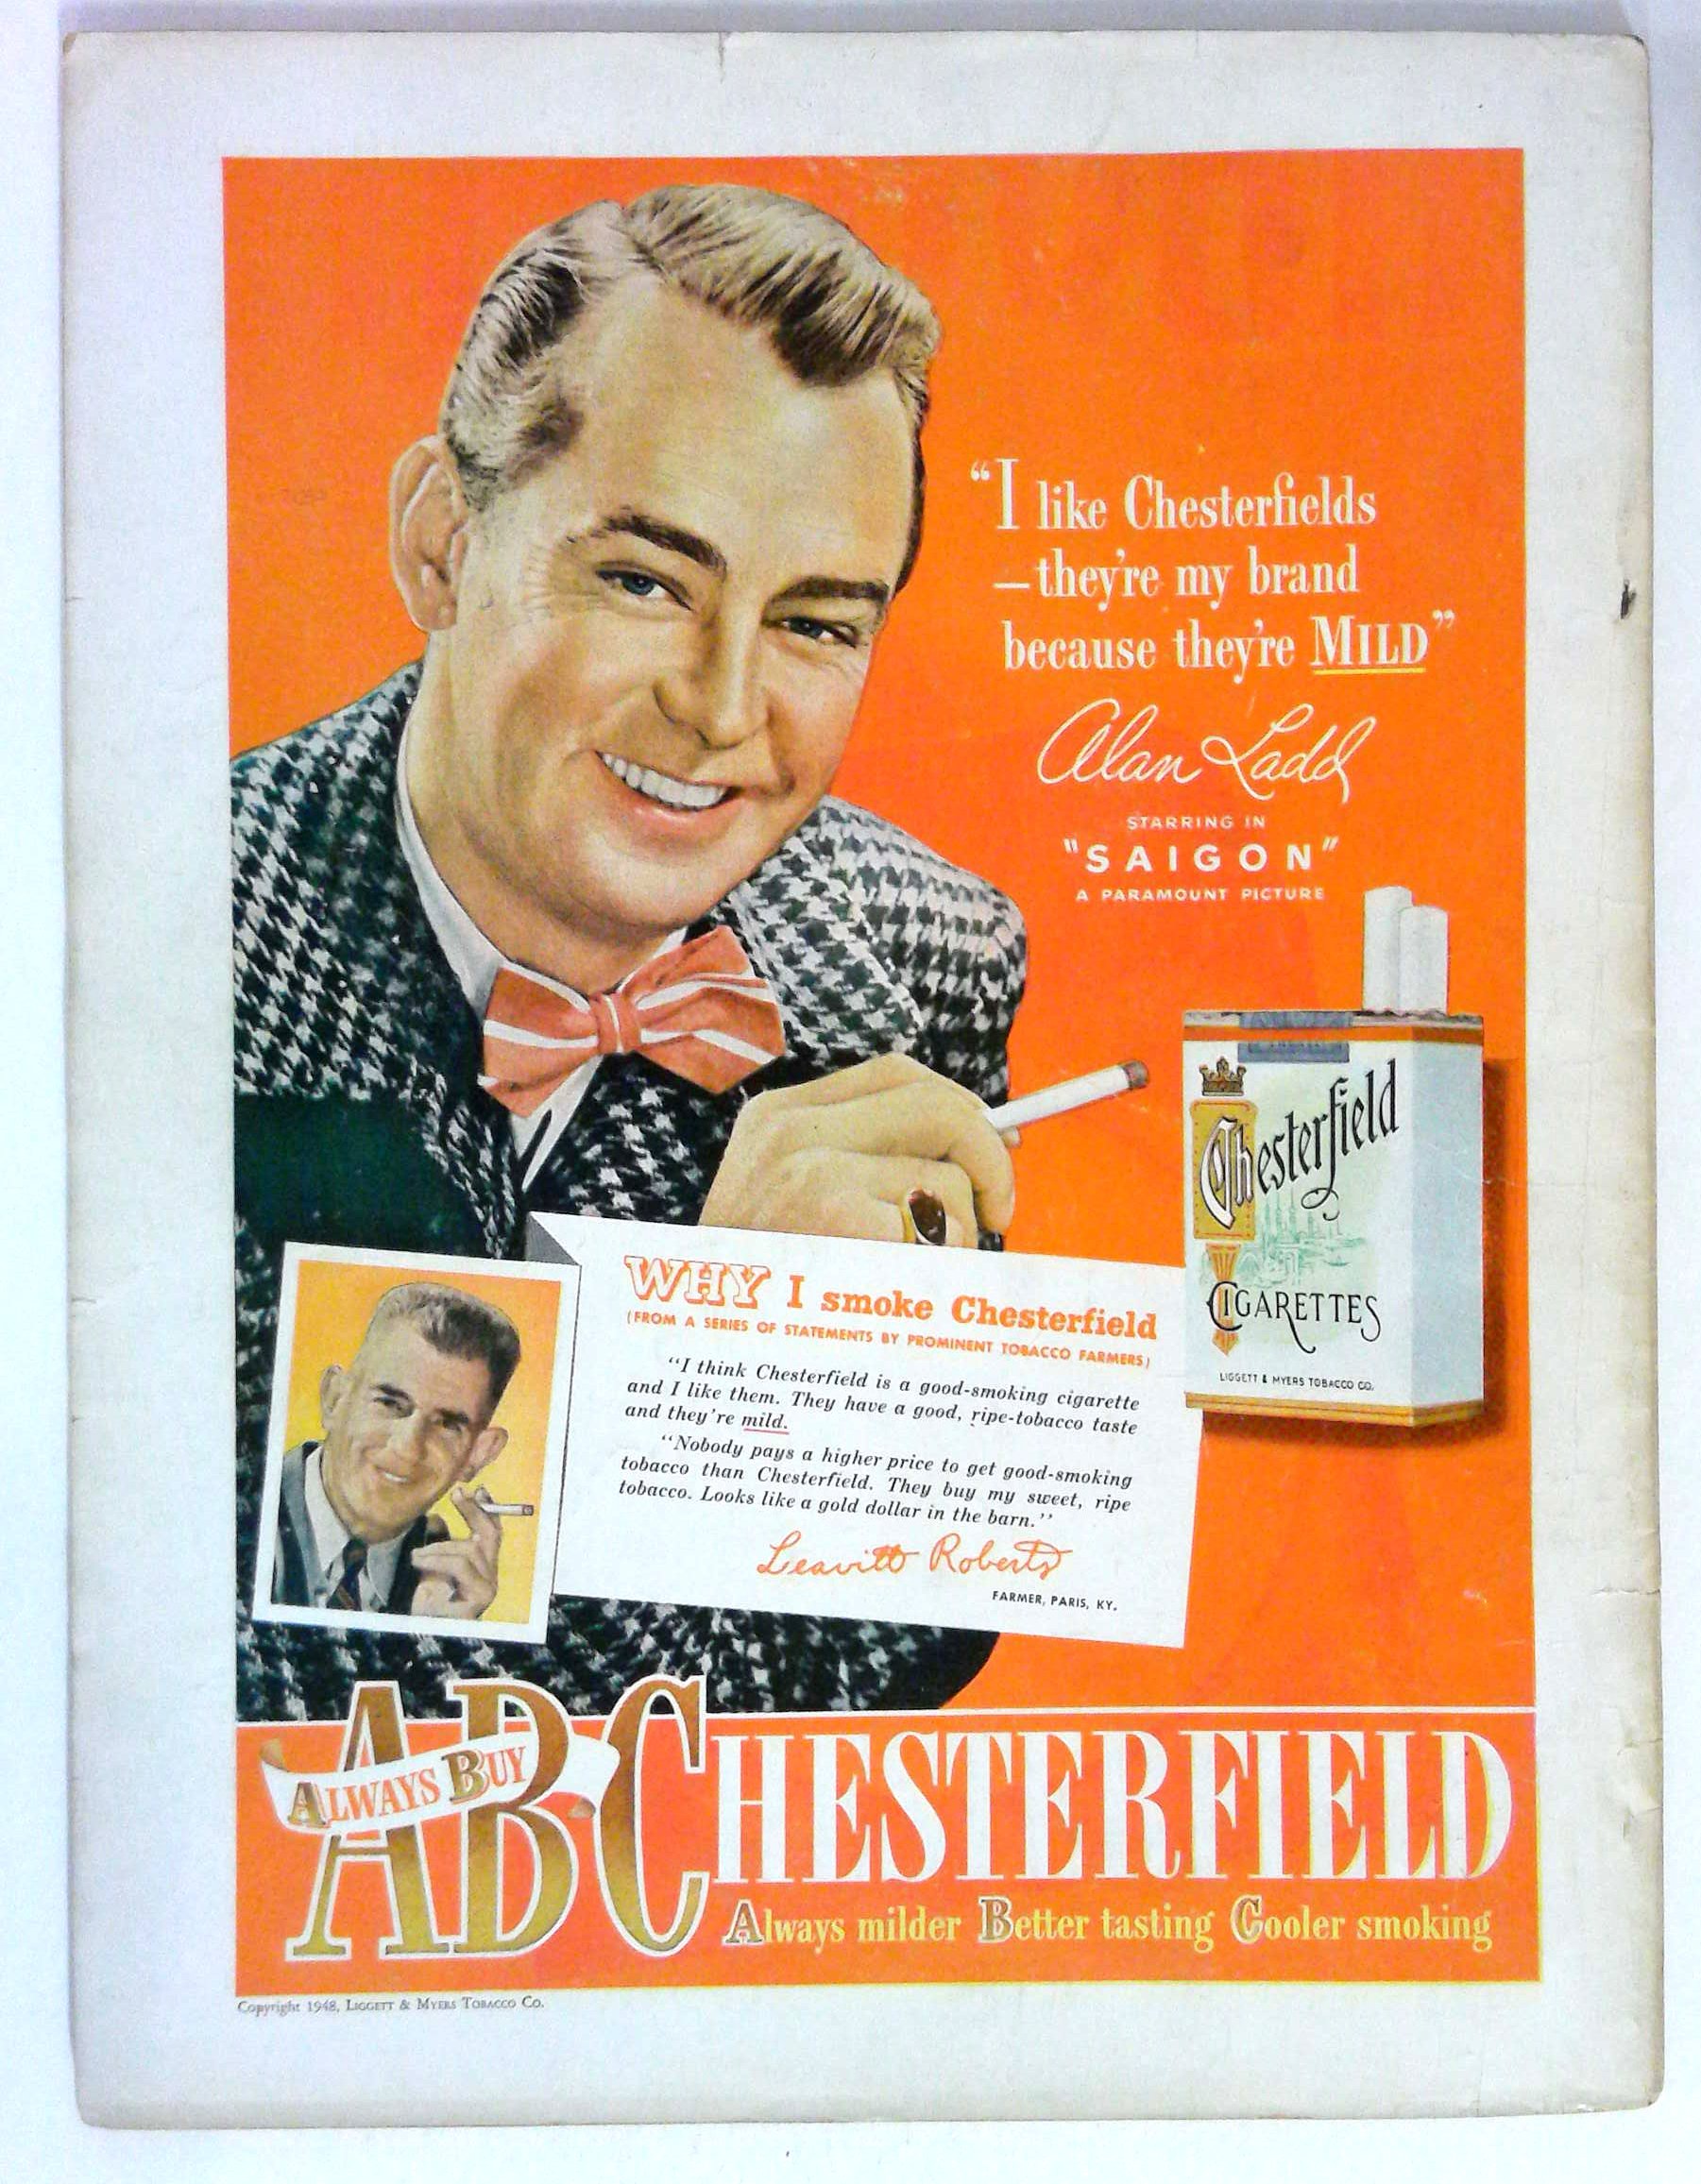 “I like Chesterfields
—they're my brand
because they're MILD”
Alan Ladd
STARRING IN
"SAIGON"
A PARAMOUNT PICTURE
Chesterfield
CIGARETTES
LIGGETT & MYERS TOBACCO CO.
WHY I smoke Chesterfield
(FROM A SERIES OF STATEMENTS BY PROMINENT TOBACCO FARMERS)
“I think Chesterfield is a good-smoking cigarette
and I like them. They have a good, ripe-tobacco taste
and they're mild.
“Nobody pays a higher price to get good-smoking
tobacco than Chesterfield. They buy my sweet, ripe
tobacco. Looks like a gold dollar in the barn.”
Leavitt Roberts
FARMER, PARIS, KY.
ALWAYS BUY
ABCHESTERFIELD
Always milder Better tasting Cooler smoking
Copyright 1948, LIGGETT & MYERS TOBACCO CO.